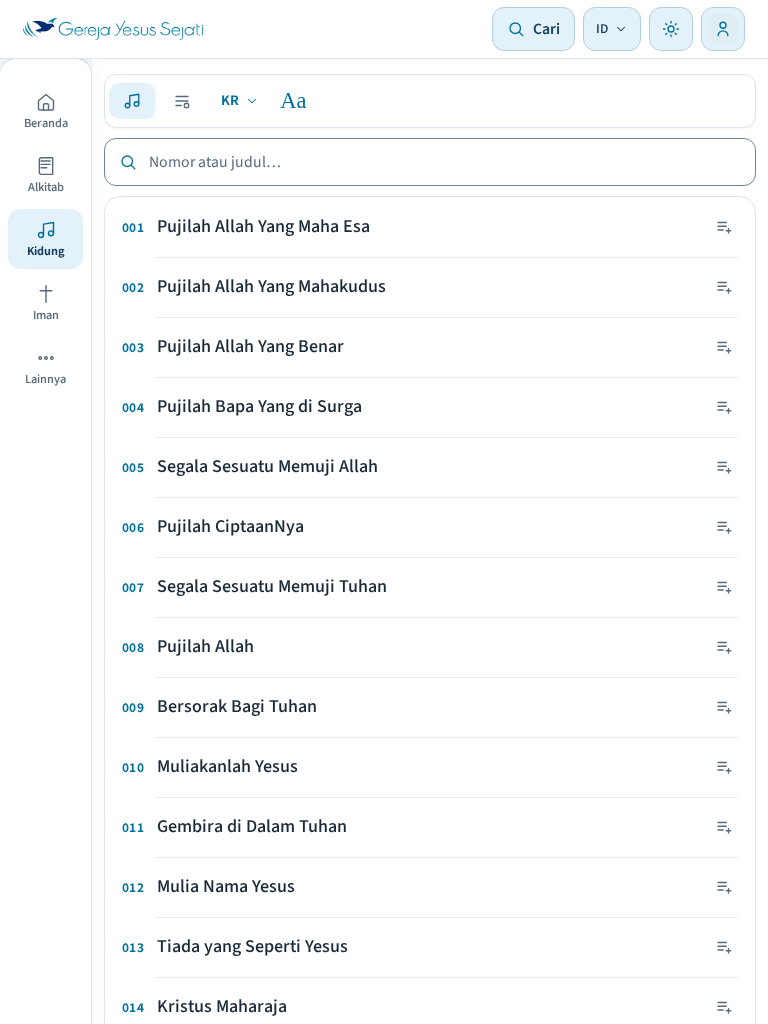 Gereja Yesus Sejati
Cari
ID
Beranda
Alkitab
Kidung
Iman
Lainnya
KR
Aa
Nomor atau judul…
001 Pujilah Allah Yang Maha Esa
002 Pujilah Allah Yang Mahakudus
003 Pujilah Allah Yang Benar
004 Pujilah Bapa Yang di Surga
005 Segala Sesuatu Memuji Allah
006 Pujilah CiptaanNya
007 Segala Sesuatu Memuji Tuhan
008 Pujilah Allah
009 Bersorak Bagi Tuhan
010 Muliakanlah Yesus
011 Gembira di Dalam Tuhan
012 Mulia Nama Yesus
013 Tiada yang Seperti Yesus
014 Kristus Maharaja